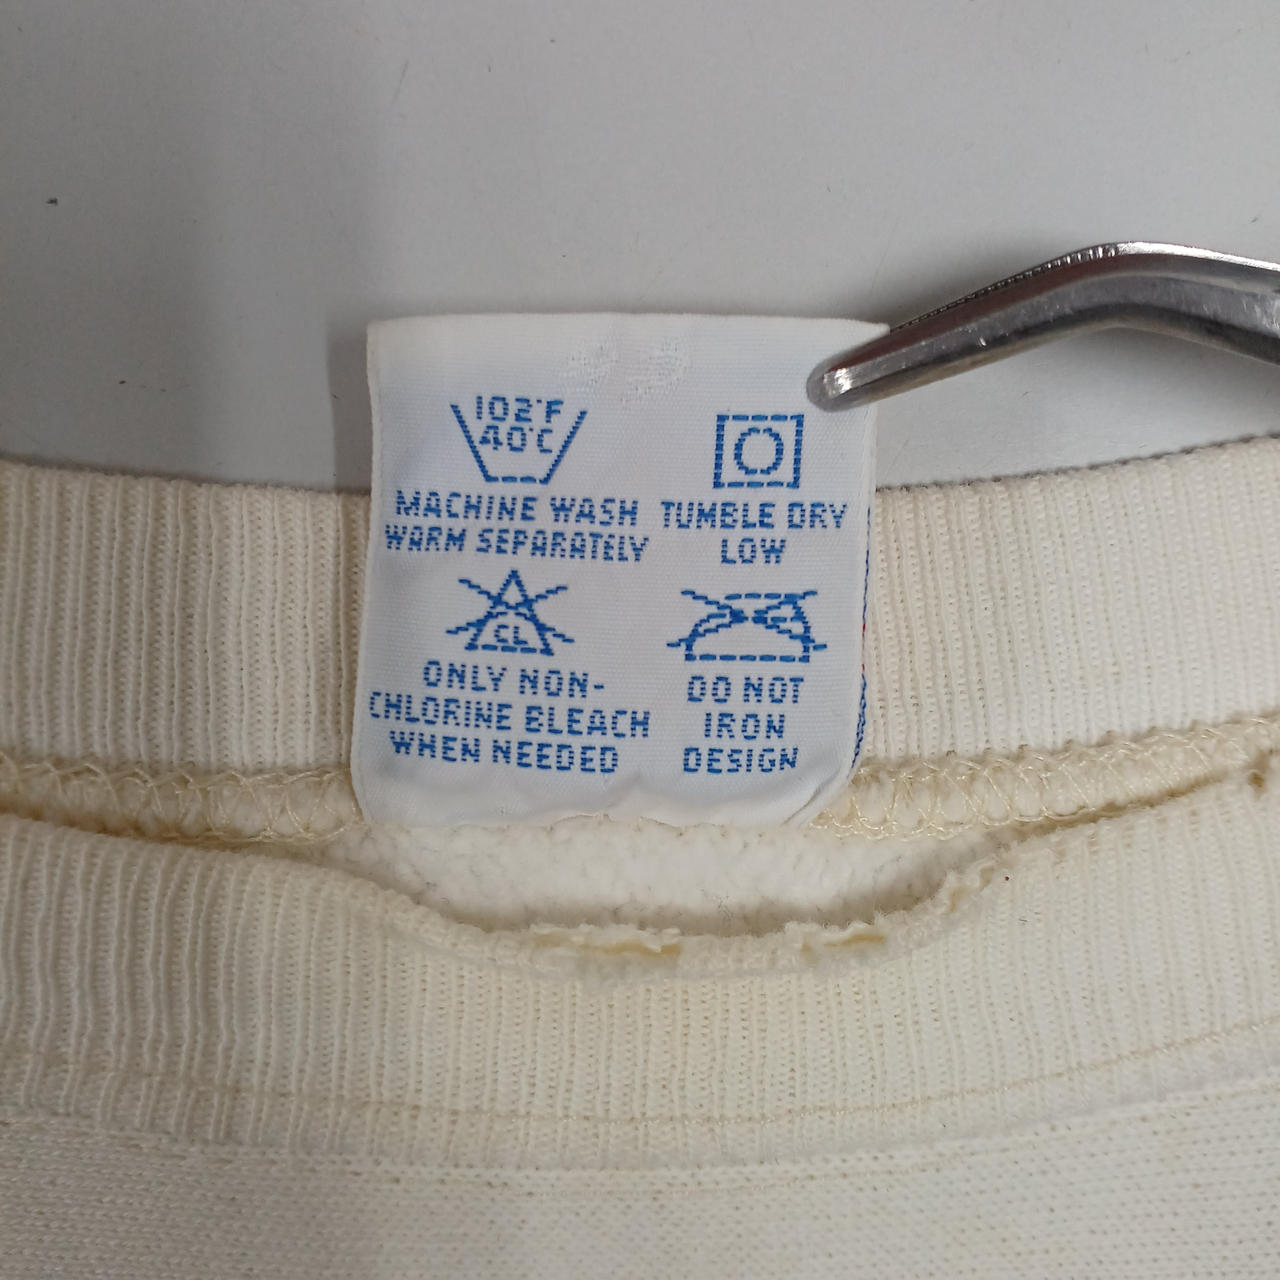 102°F
40°C
MACHINE WASH
WARM SEPARATELY
TUMBLE DRY
LOW
CL
ONLY NON-
CHLORINE BLEACH
WHEN NEEDED
DO NOT
IRON
DESIGN